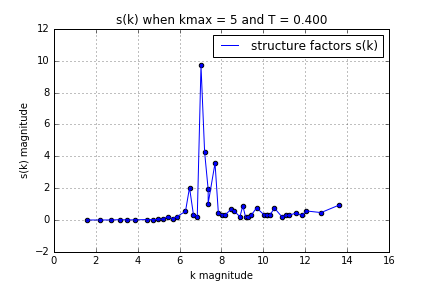 s(k) when kmax = 5 and T = 0.400
structure factors s(k)
12
10
8
6
4
2
0
−2
s(k) magnitude
0 2 4 6 8 10 12 14 16
k magnitude